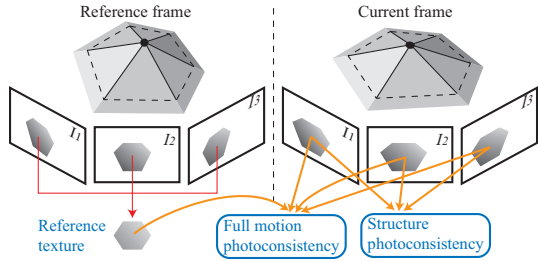 Reference frame
Current frame
I1
I2
I3
I1
I2
I3
Reference
texture
Full motion
photoconsistency
Structure
photoconsistency